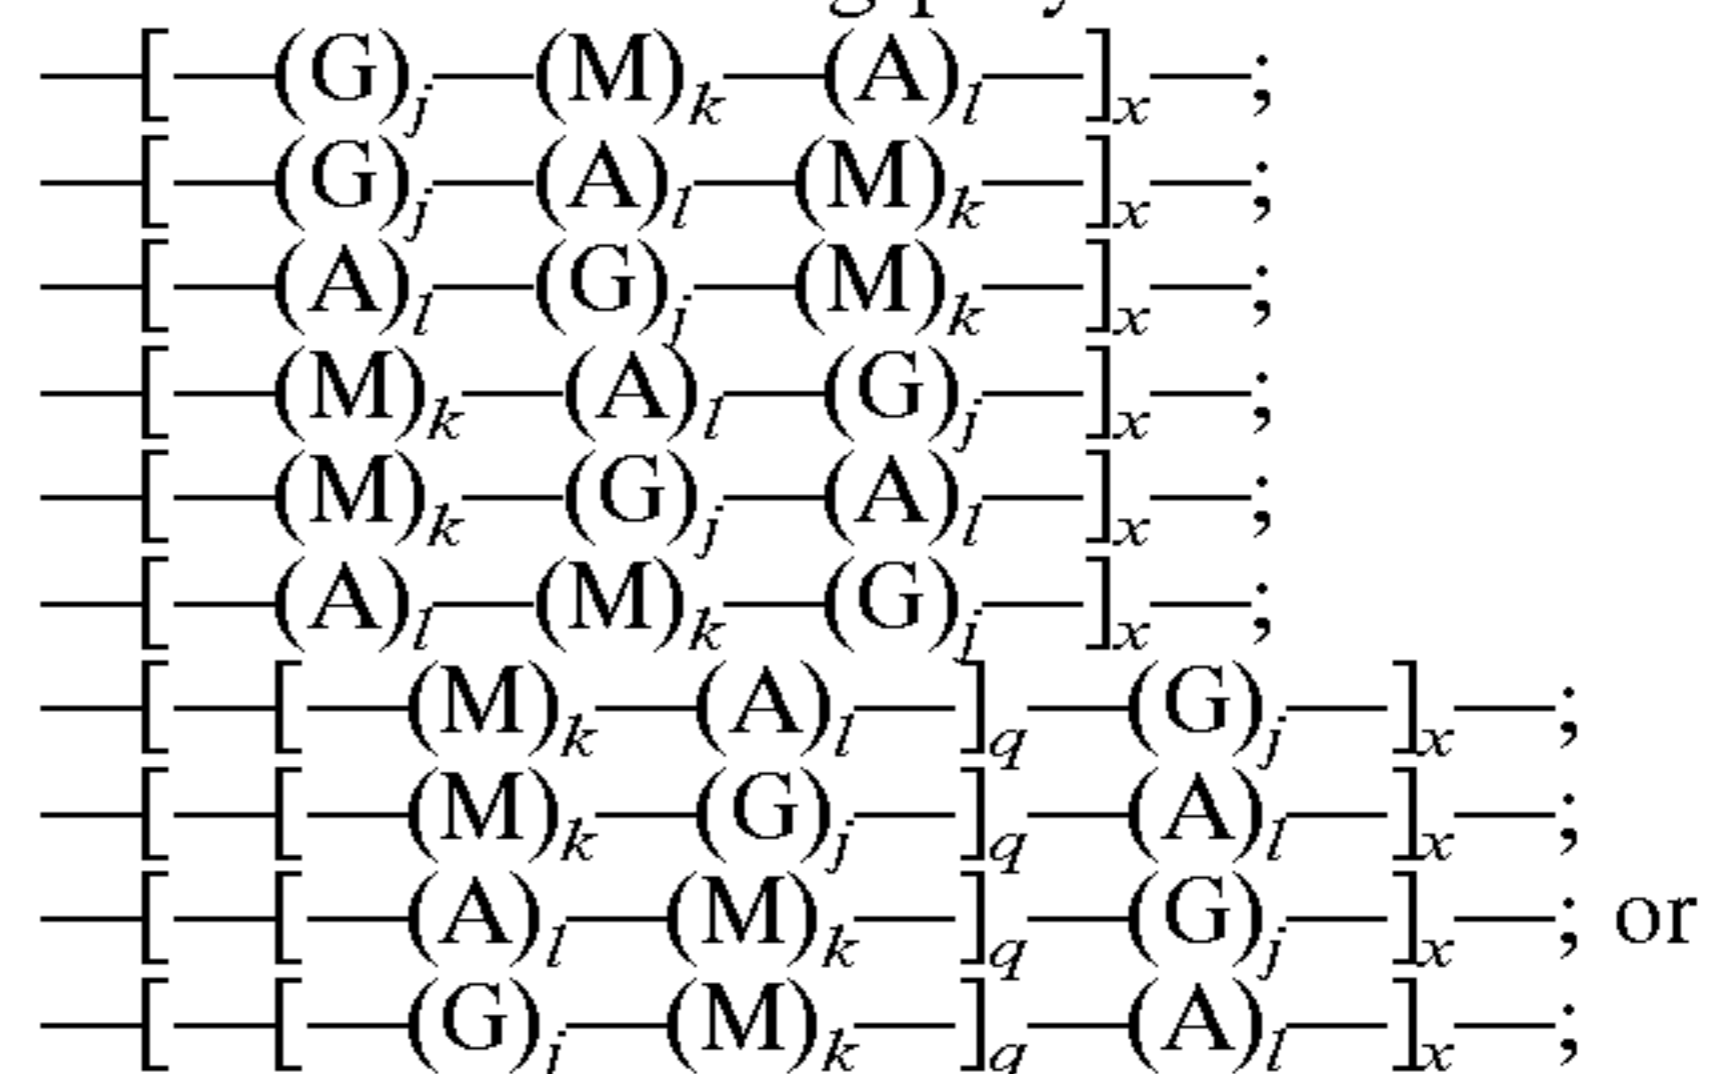 —[—(G)j—(M)k—(A)l—]x—;
—[—(G)j—(A)l—(M)k—]x—;
—[—(A)l—(G)j—(M)k—]x—;
—[—(M)k—(A)l—(G)j—]x—;
—[—(M)k—(G)j—(A)l—]x—;
—[—(A)l—(M)k—(G)j—]x—;
—[—[—(M)k—(A)l—]q—(G)j—]x—;
—[—[—(M)k—(G)j—]q—(A)l—]x—;
—[—[—(A)l—(M)k—]q—(G)j—]x—; or
—[—[—(G)j—(M)k—]q—(A)l—]x—;